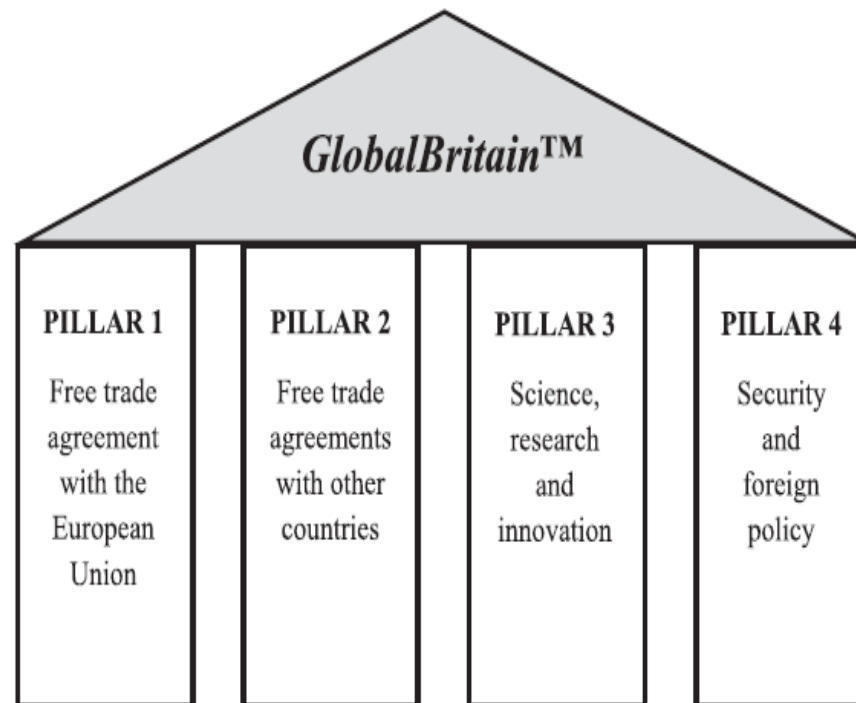 GlobalBritain™
PILLAR 1
Free trade
agreement
with the
European
Union
PILLAR 2
Free trade
agreements
with other
countries
PILLAR 3
Science,
research
and
innovation
PILLAR 4
Security
and
foreign
policy